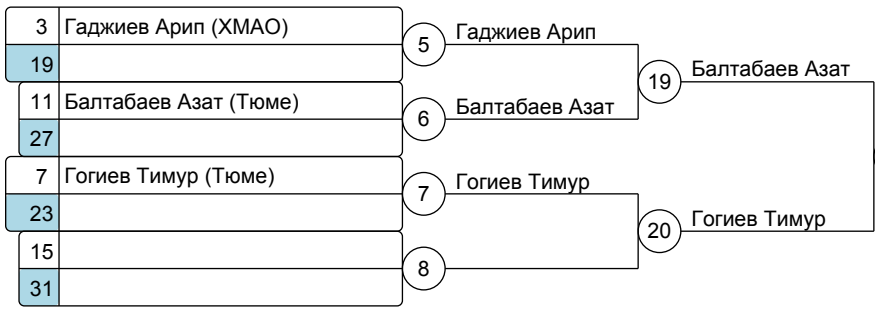 3 Гаджиев Арип (ХМАО)
19
5 Гаджиев Арип
11 Балтабаев Азат (Тюме)
27
6 Балтабаев Азат
19 Балтабаев Азат
7 Гогиев Тимур (Тюме)
23
7 Гогиев Тимур
15
31
8
20 Гогиев Тимур